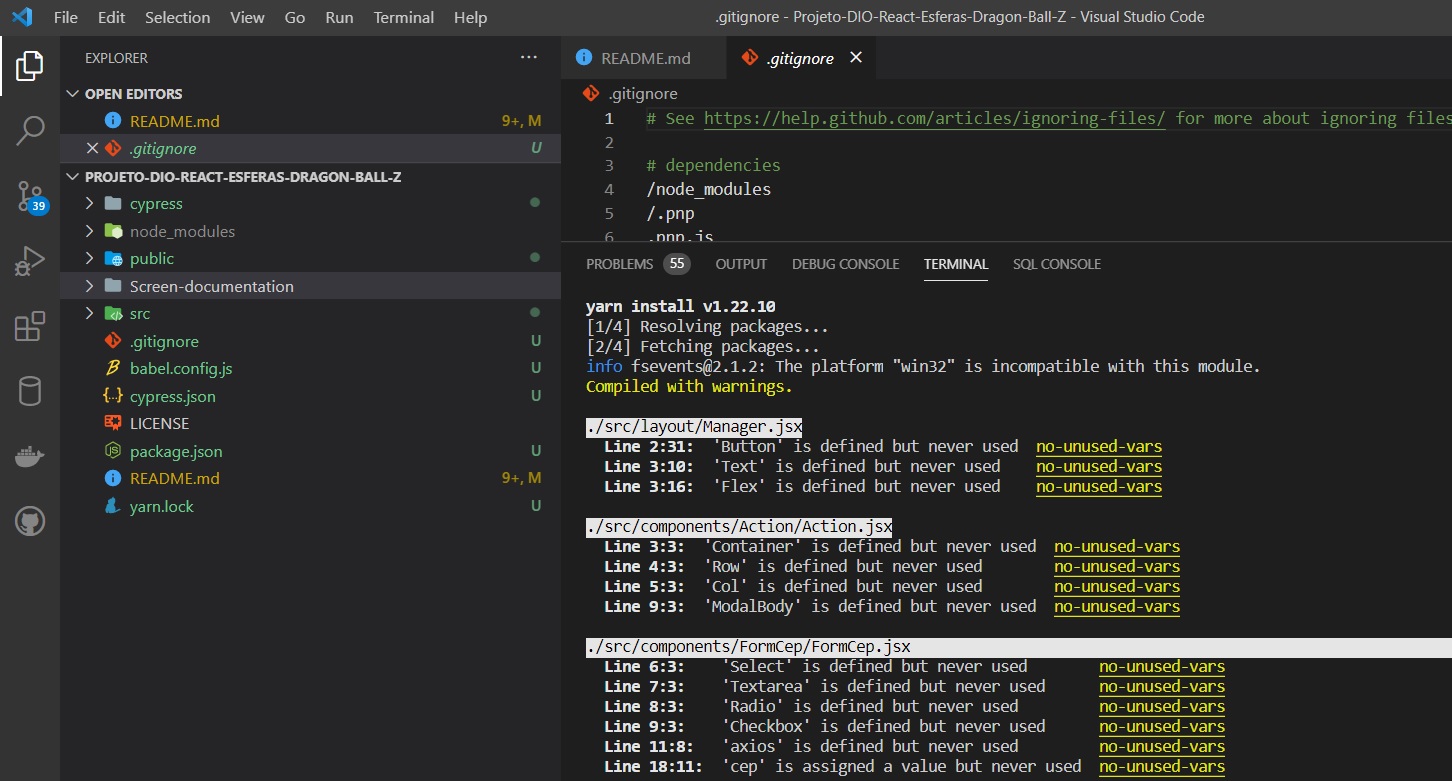 File Edit Selection View Go Run Terminal Help
.gitignore - Projeto-DIO-React-Esferas-Dragon-Ball-Z - Visual Studio Code
EXPLORER
OPEN EDITORS
README.md 9+, M
.gitignore U
PROJETO-DIO-REACT-ESFERAS-DRAGON-BALL-Z
cypress
node_modules
public
Screen-documentation
src
.gitignore U
babel.config.js U
cypress.json U
LICENSE
package.json U
README.md 9+, M
yarn.lock U
39
README.md
.gitignore
.gitignore
1 # See https://help.github.com/articles/ignoring-files/ for more about ignoring files
2
3 # dependencies
4 /node_modules
5 /.pnp
6 .pnp.js
PROBLEMS 55 OUTPUT DEBUG CONSOLE TERMINAL SQL CONSOLE
yarn install v1.22.10
[1/4] Resolving packages...
[2/4] Fetching packages...
info fsevents@2.1.2: The platform "win32" is incompatible with this module.
Compiled with warnings.
./src/layout/Manager.jsx
Line 2:31: 'Button' is defined but never used no-unused-vars
Line 3:10: 'Text' is defined but never used no-unused-vars
Line 3:16: 'Flex' is defined but never used no-unused-vars
./src/components/Action/Action.jsx
Line 3:3: 'Container' is defined but never used no-unused-vars
Line 4:3: 'Row' is defined but never used no-unused-vars
Line 5:3: 'Col' is defined but never used no-unused-vars
Line 9:3: 'ModalBody' is defined but never used no-unused-vars
./src/components/FormCep/FormCep.jsx
Line 6:3: 'Select' is defined but never used no-unused-vars
Line 7:3: 'Textarea' is defined but never used no-unused-vars
Line 8:3: 'Radio' is defined but never used no-unused-vars
Line 9:3: 'Checkbox' is defined but never used no-unused-vars
Line 11:8: 'axios' is defined but never used no-unused-vars
Line 18:11: 'cep' is assigned a value but never used no-unused-vars